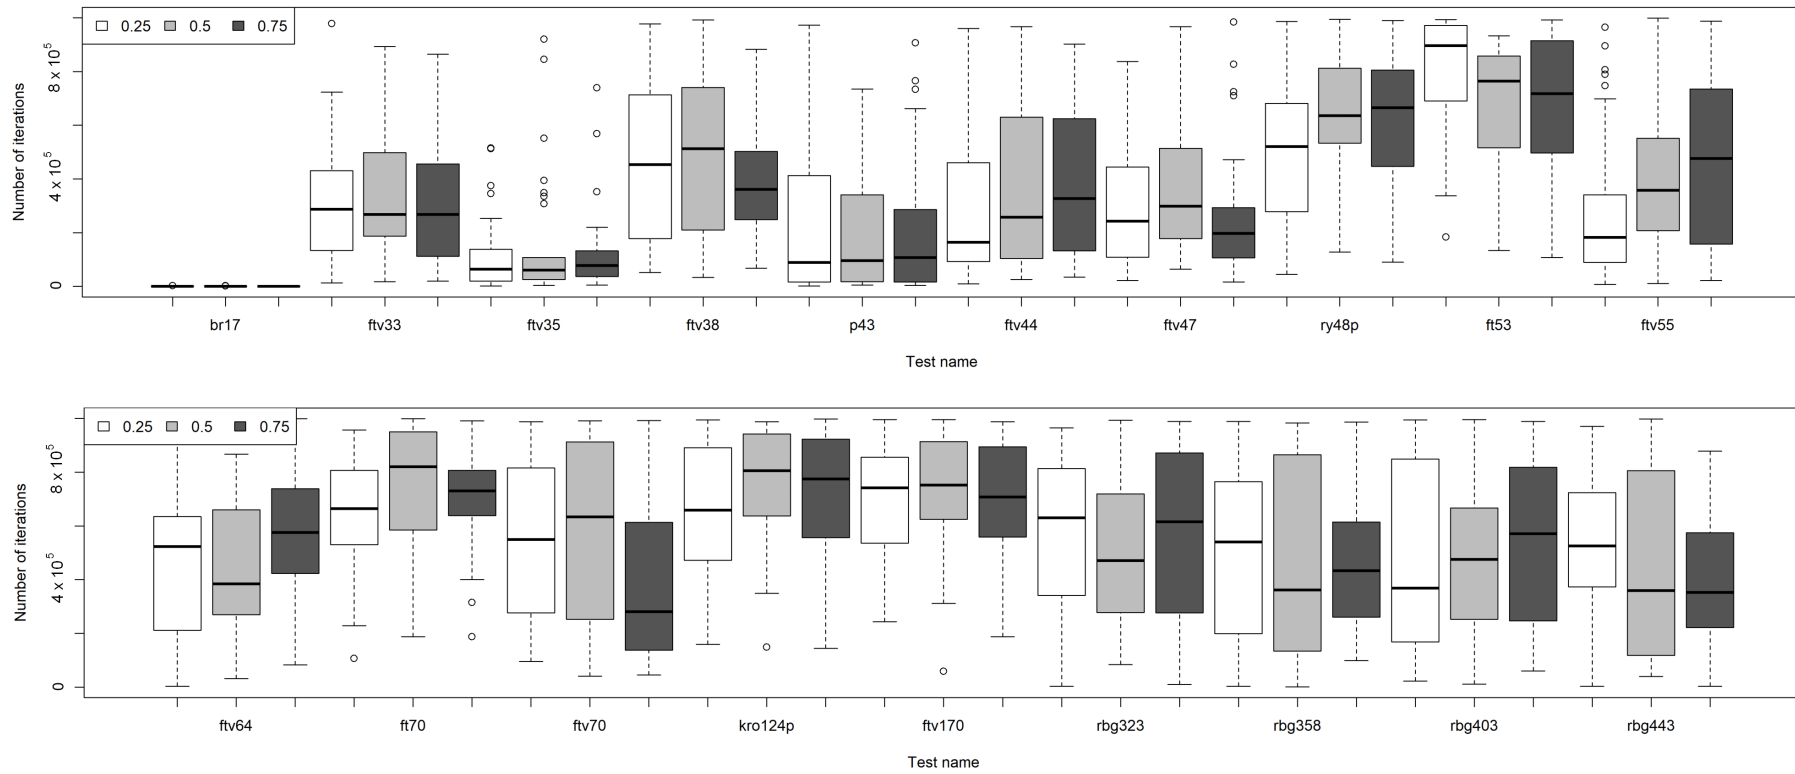 0.25 0.5 0.75
Number of iterations
8 x 10^5
4 x 10^5
0
br17 ftv33 ftv35 ftv38 p43 ftv44 ftv47 ry48p ft53 ftv55
Test name
0.25 0.5 0.75
Number of iterations
8 x 10^5
4 x 10^5
0
ftv64 ft70 ftv70 kro124p ftv170 rbg323 rbg358 rbg403 rbg443
Test name